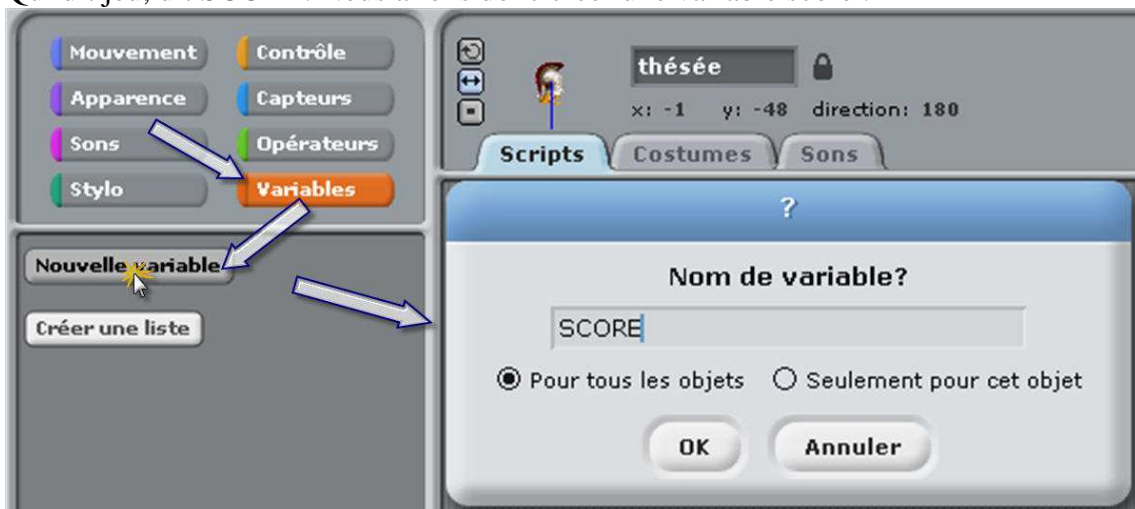 Mouvement Contrôle
Apparence Capteurs
Sons Opérateurs
Stylo Variables
thésée
x: -1 y: -48 direction: 180
Scripts Costumes Sons
Nouvelle variable
Créer une liste
?
Nom de variable?
SCORE
Pour tous les objets Seulement pour cet objet
OK Annuler